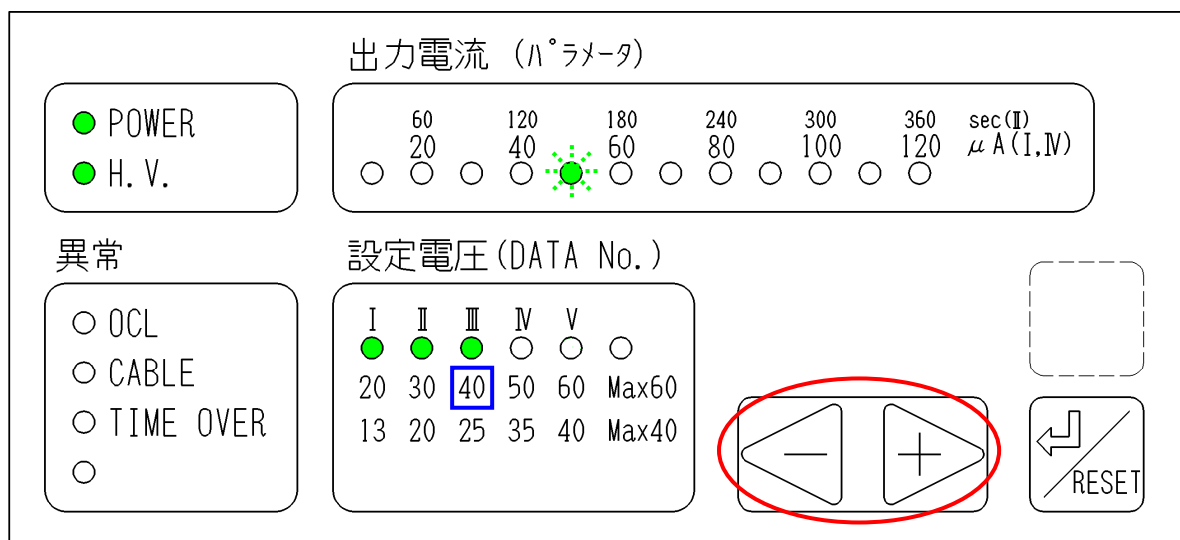 出力電流 (パラメータ)
POWER
H.V.
60 120 180 240 300 360 sec(Ⅱ)
20 40 60 80 100 120 μA(Ⅰ,Ⅳ)
異常
OCL
CABLE
TIME OVER
設定電圧(DATA No.)
Ⅰ Ⅱ Ⅲ Ⅳ Ⅴ
20 30 40 50 60 Max60
13 20 25 35 40 Max40
− +
RESET